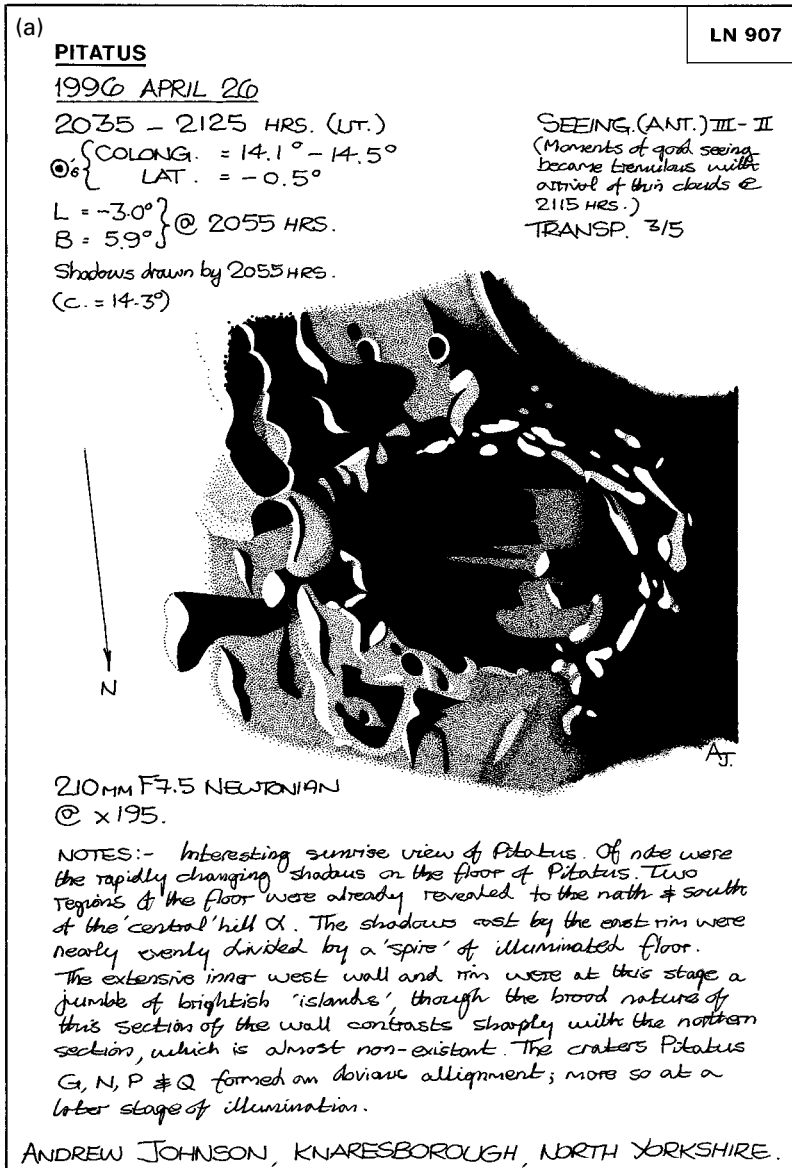 (a)
LN 907
PITATUS
1996 APRIL 26
2035 – 2125 HRS. (UT.)
SEEING.(ANT.) III – II
(Moments of good seeing
became tremulous with
arrival of thin clouds @
2115 HRS.)
TRANSP. 3/5
☉'s { COLONG. = 14.1° – 14.5°
LAT. = – 0.5°
L = –3.0°
B = 5.9° } @ 2055 HRS.
Shadows drawn by 2055 HRS.
(C. = 14.3°)
N
AJ.
210MM F7.5 NEWTONIAN
@ x195.
NOTES:- Interesting sunrise view of Pitatus. Of note were
the rapidly changing shadows on the floor of Pitatus. Two
regions of the floor were already revealed to the north & south
of the 'central' hill α. The shadows cast by the east rim were
nearly evenly divided by a 'spire' of illuminated floor.
The extensive inner west wall and rim were at this stage a
jumble of brightish 'islands', though the broad nature of
this section of the wall contrasts sharply with the northern
section, which is almost non-existant. The craters Pitatus
G, N, P & Q formed an obvious allignment; more so at a
later stage of illumination.
ANDREW JOHNSON, KNARESBOROUGH, NORTH YORKSHIRE.